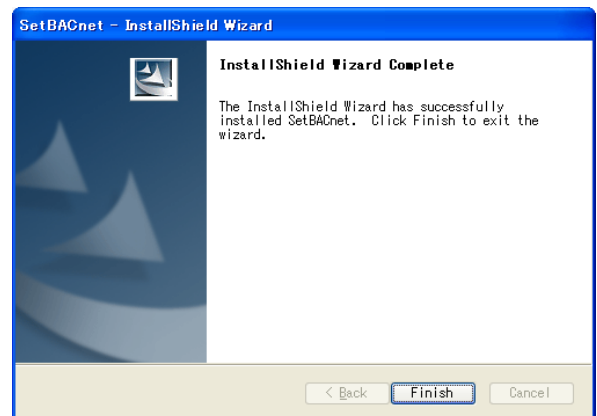 SetBACnet - InstallShield Wizard
InstallShield Wizard Complete
The InstallShield Wizard has successfully
installed SetBACnet. Click Finish to exit the
wizard.
< Back
Finish
Cancel